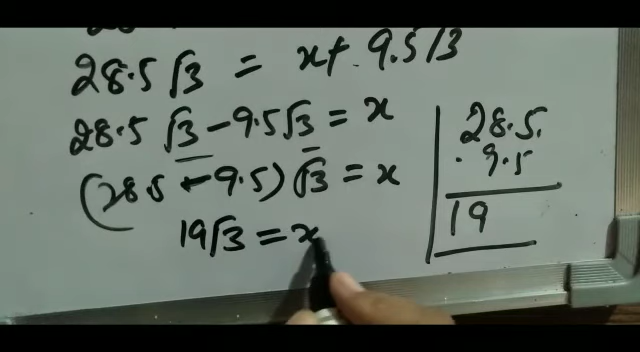 28.5√3 = x + 9.5√3
28.5 √3 - 9.5√3 = x
(28.5 - 9.5) √3 = x
19√3 = x
28.5
9.5
19